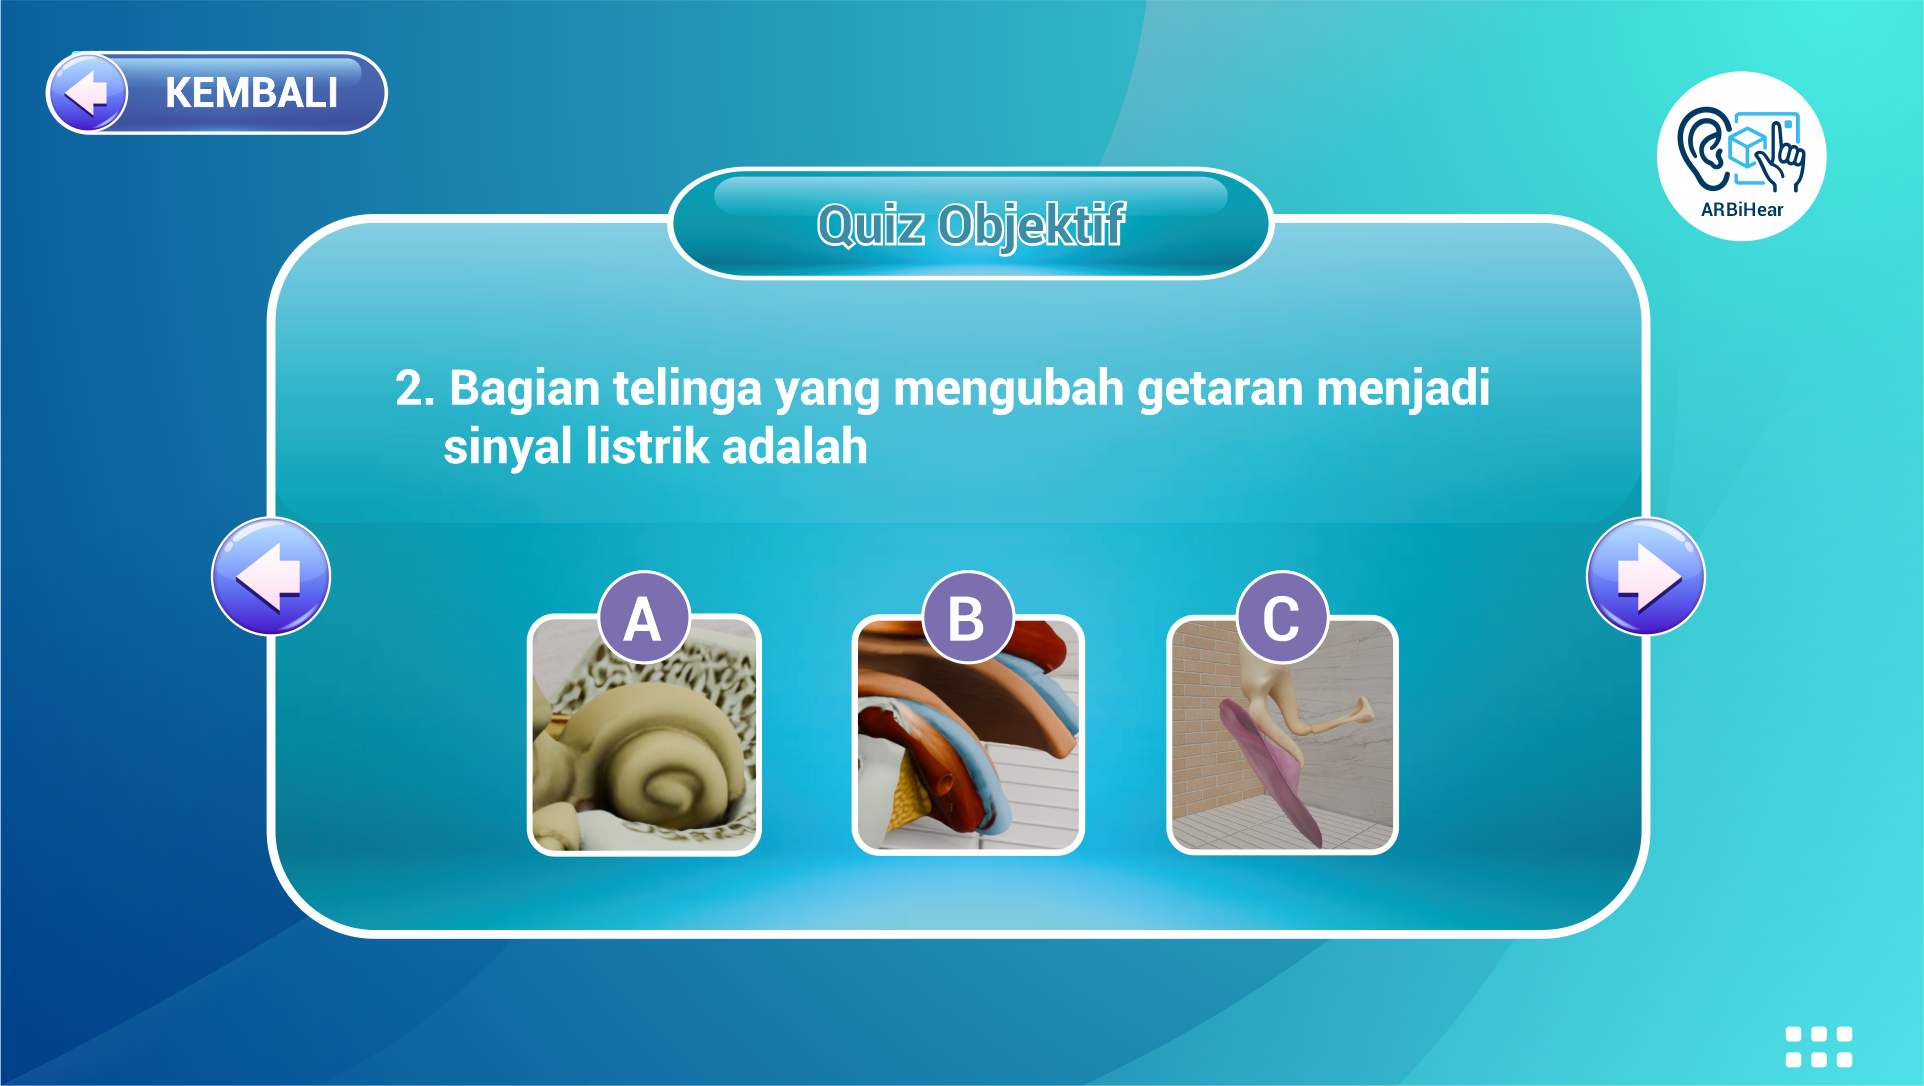 KEMBALI
ARBiHear
Quiz Objektif
2. Bagian telinga yang mengubah getaran menjadi
sinyal listrik adalah
A
B
C